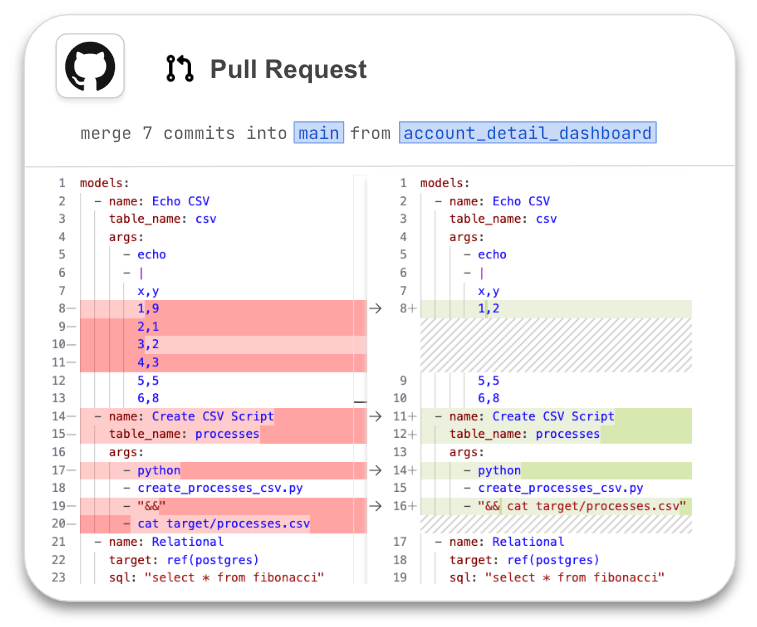 Pull Request
merge 7 commits into main from account_detail_dashboard
1 models:
2 - name: Echo CSV
3 table_name: csv
4 args:
5 - echo
6 - |
7 x,y
8− 1,9
9− 2,1
10− 3,2
11− 4,3
12 5,5
13 6,8
14− - name: Create CSV Script
15− table_name: processes
16 args:
17− - python
18 - create_processes_csv.py
19− - "&&"
20− - cat target/processes.csv
21 - name: Relational
22 target: ref(postgres)
23 sql: "select * from fibonacci"
1 models:
2 - name: Echo CSV
3 table_name: csv
4 args:
5 - echo
6 - |
7 x,y
8+ 1,2
9 5,5
10 6,8
11+ - name: Create CSV Script
12+ table_name: processes
13 args:
14+ - python
15 - create_processes_csv.py
16+ - "&& cat target/processes.csv"
17 - name: Relational
18 target: ref(postgres)
19 sql: "select * from fibonacci"